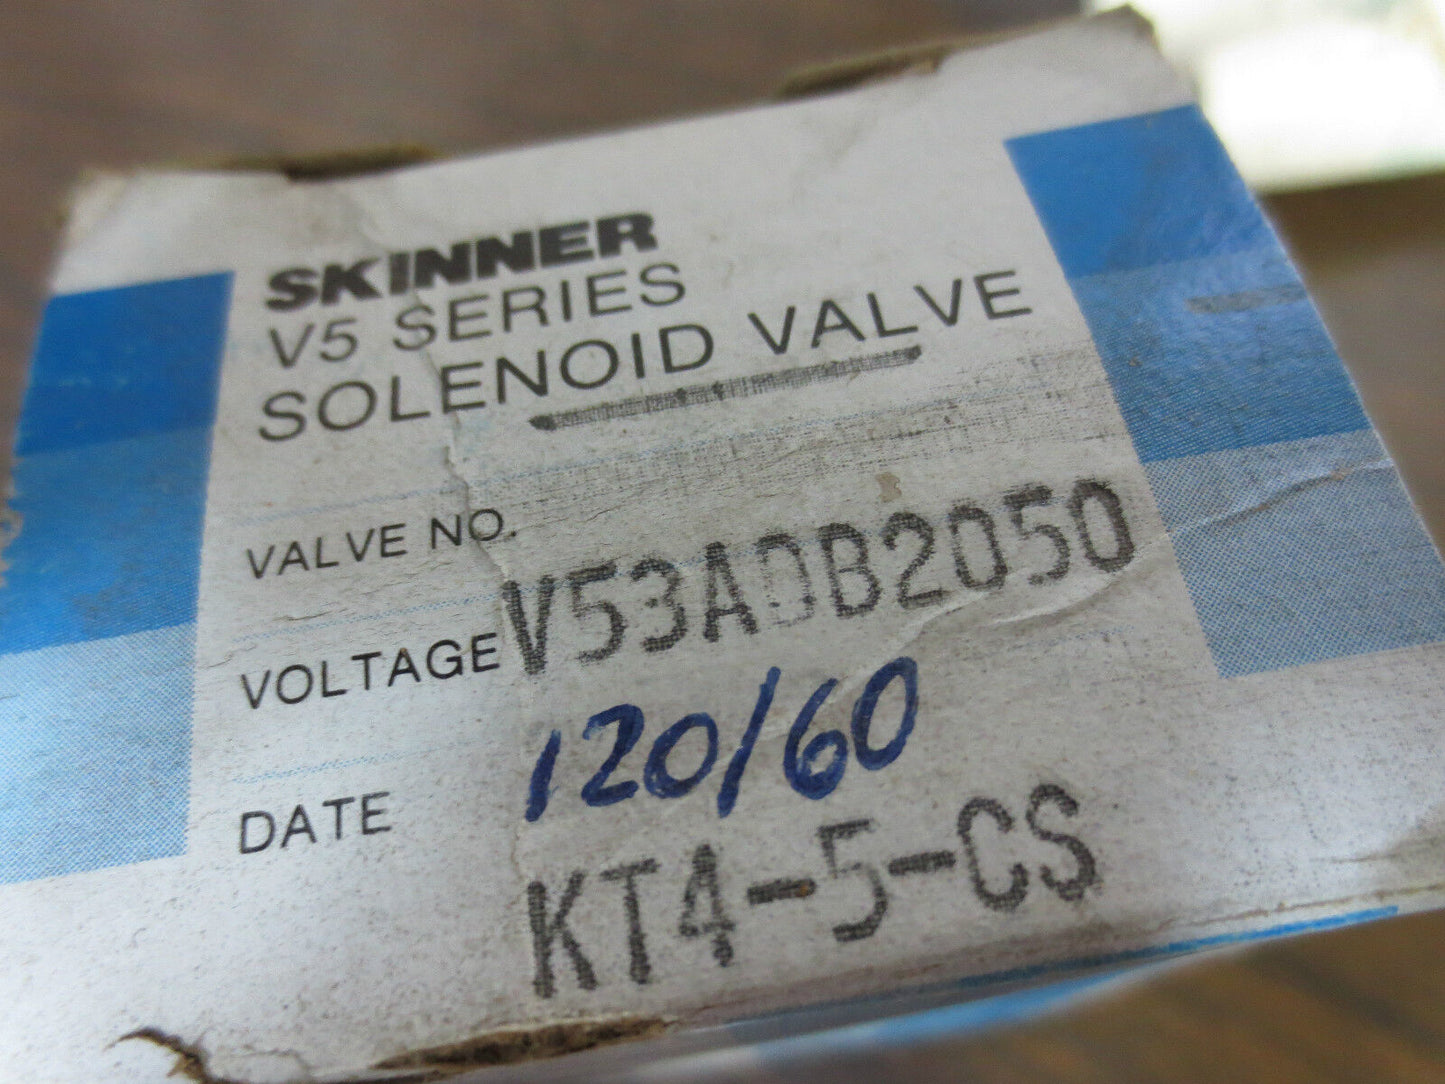 SKINNER
V5 SERIES
SOLENOID VALVE
VALVE NO.
V53ADB2050
VOLTAGE
120/60
DATE
KT4-5-CS